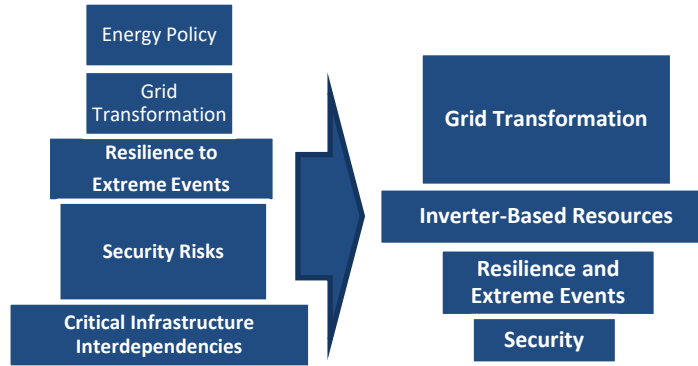 Energy Policy
Grid
Transformation
Resilience to
Extreme Events
Security Risks
Critical Infrastructure
Interdependencies
Grid Transformation
Inverter-Based Resources
Resilience and
Extreme Events
Security